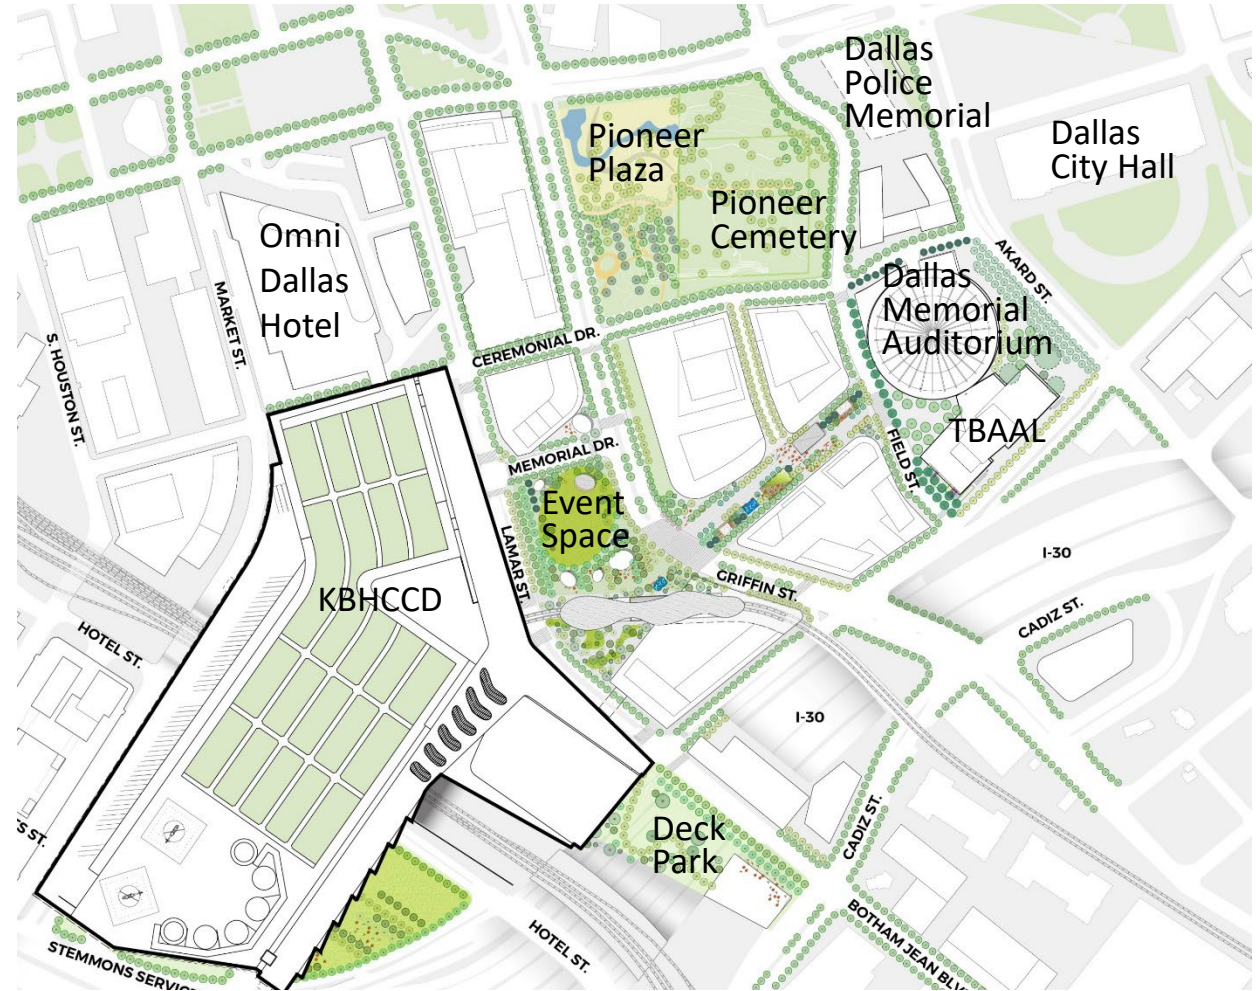 Dallas
Police
Memorial
Dallas
City Hall
Pioneer
Plaza
Pioneer
Cemetery
Omni
Dallas
Hotel
AKARD ST.
Dallas
Memorial
Auditorium
MARKET ST.
S. HOUSTON ST.
CEREMONIAL DR.
TBAAL
MEMORIAL DR.
FIELD ST.
Event
Space
LAMAR ST.
I-30
GRIFFIN ST.
KBHCCD
CADIZ ST.
HOTEL ST.
I-30
Deck
Park
CADIZ ST.
HOTEL ST.
BOTHAM JEAN BLV
STEMMONS SERVIC